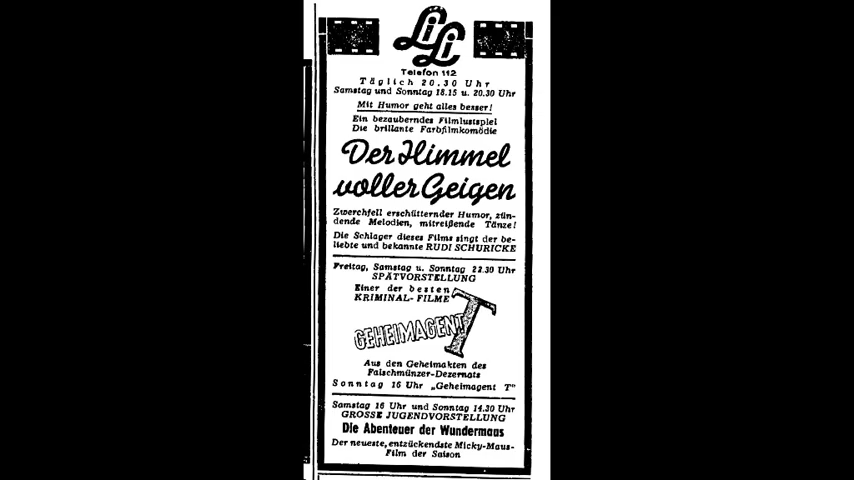 LiLi
Telefon 112
Täglich 20.30 Uhr
Samstag und Sonntag 18.15 u. 20.30 Uhr
Mit Humor geht alles besser!
Ein bezauberndes Filmlustspiel
Die brillante Farbfilmkomödie
Der Himmel
voller Geigen
Zwerchfell erschütternder Humor, zün-
dende Melodien, mitreißende Tänze!
Die Schlager dieses Films singt der be-
liebte und bekannte RUDI SCHURICKE
Freitag, Samstag u. Sonntag 22.30 Uhr
SPÄTVORSTELLUNG
Einer der besten
KRIMINAL-FILME
GEHEIMAGENT T
Aus den Geheimakten des
Falschmünzer-Dezernats
Sonntag 16 Uhr „Geheimagent T"
Samstag 16 Uhr und Sonntag 14.30 Uhr
GROSSE JUGENDVORSTELLUNG
Die Abenteuer der Wundermaus
Der neueste, entzückendste Micky-Maus-
Film der Saison